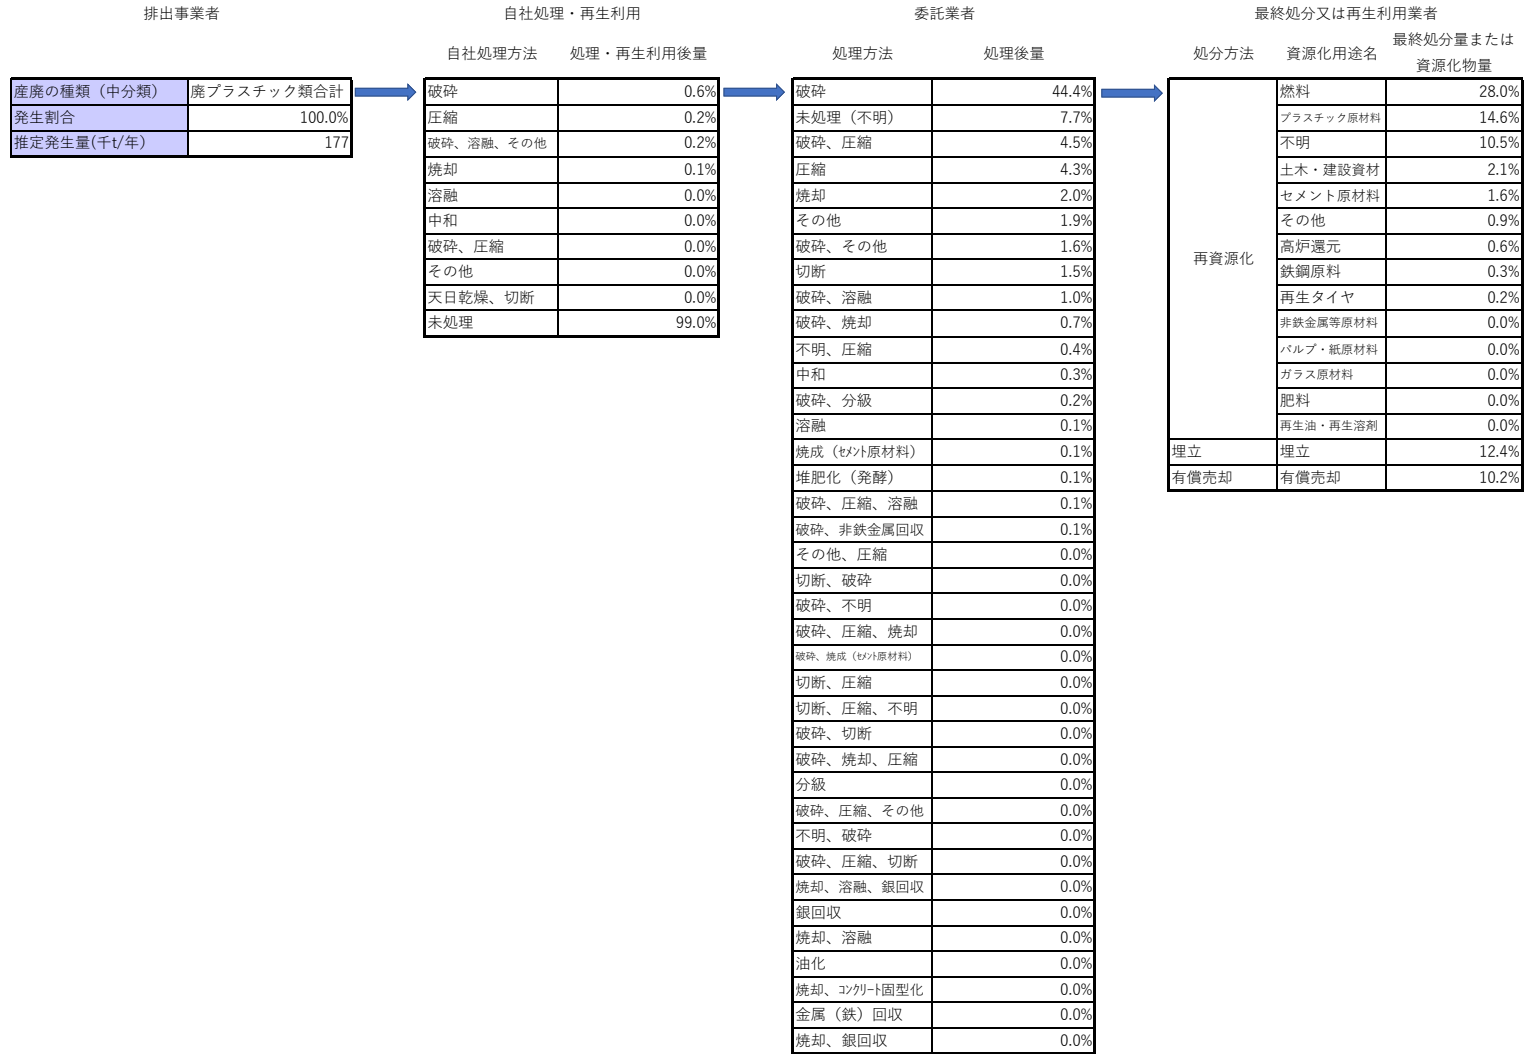 排出事業者
産廃の種類（中分類） 廃プラスチック類合計
発生割合 100.0%
推定発生量(千t/年) 177
自社処理・再生利用
自社処理方法 処理・再生利用後量
破砕 0.6%
圧縮 0.2%
破砕、溶融、その他 0.2%
焼却 0.1%
溶融 0.0%
中和 0.0%
破砕、圧縮 0.0%
その他 0.0%
天日乾燥、切断 0.0%
未処理 99.0%
委託業者
処理方法 処理後量
破砕 44.4%
未処理（不明） 7.7%
破砕、圧縮 4.5%
圧縮 4.3%
焼却 2.0%
その他 1.9%
破砕、その他 1.6%
切断 1.5%
破砕、溶融 1.0%
破砕、焼却 0.7%
不明、圧縮 0.4%
中和 0.3%
破砕、分級 0.2%
溶融 0.1%
焼成（ｾﾒﾝﾄ原材料） 0.1%
堆肥化（発酵） 0.1%
破砕、圧縮、溶融 0.1%
破砕、非鉄金属回収 0.1%
その他、圧縮 0.0%
切断、破砕 0.0%
破砕、不明 0.0%
破砕、圧縮、焼却 0.0%
破砕、焼成（ｾﾒﾝﾄ原材料） 0.0%
切断、圧縮 0.0%
切断、圧縮、不明 0.0%
破砕、切断 0.0%
破砕、焼却、圧縮 0.0%
分級 0.0%
破砕、圧縮、その他 0.0%
不明、破砕 0.0%
破砕、圧縮、切断 0.0%
焼却、溶融、銀回収 0.0%
銀回収 0.0%
焼却、溶融 0.0%
油化 0.0%
焼却、ｺﾝｸﾘｰﾄ固型化 0.0%
金属（鉄）回収 0.0%
焼却、銀回収 0.0%
最終処分又は再生利用業者
処分方法 資源化用途名 最終処分量または
資源化物量
再資源化
燃料 28.0%
プラスチック原材料 14.6%
不明 10.5%
土木・建設資材 2.1%
セメント原材料 1.6%
その他 0.9%
高炉還元 0.6%
鉄鋼原料 0.3%
再生タイヤ 0.2%
非鉄金属等原材料 0.0%
パルプ・紙原材料 0.0%
ガラス原材料 0.0%
肥料 0.0%
再生油・再生溶剤 0.0%
埋立 埋立 12.4%
有償売却 有償売却 10.2%